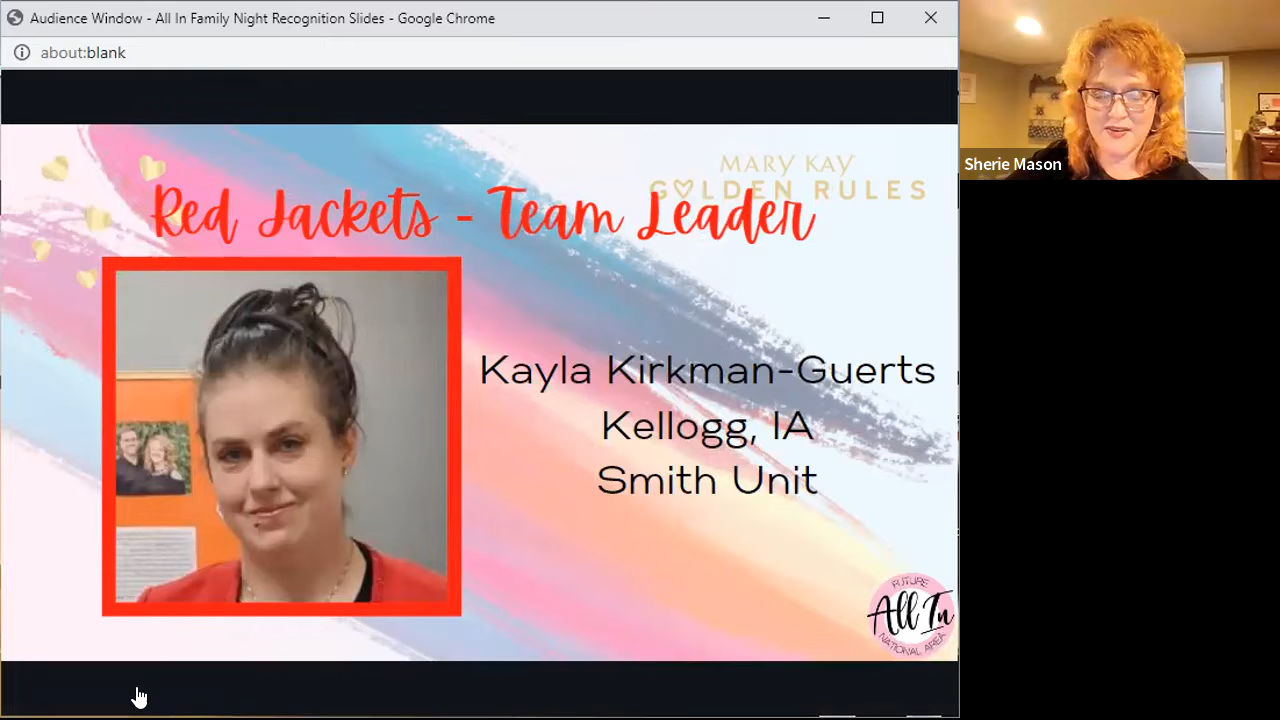 Audience Window - All In Family Night Recognition Slides - Google Chrome
about:blank
MARY KAY
GOLDEN RULES
Red Jackets - Team Leader
Kayla Kirkman-Guerts
Kellogg, IA
Smith Unit
FUTURE
All In
NATIONAL AREA
Sherie Mason